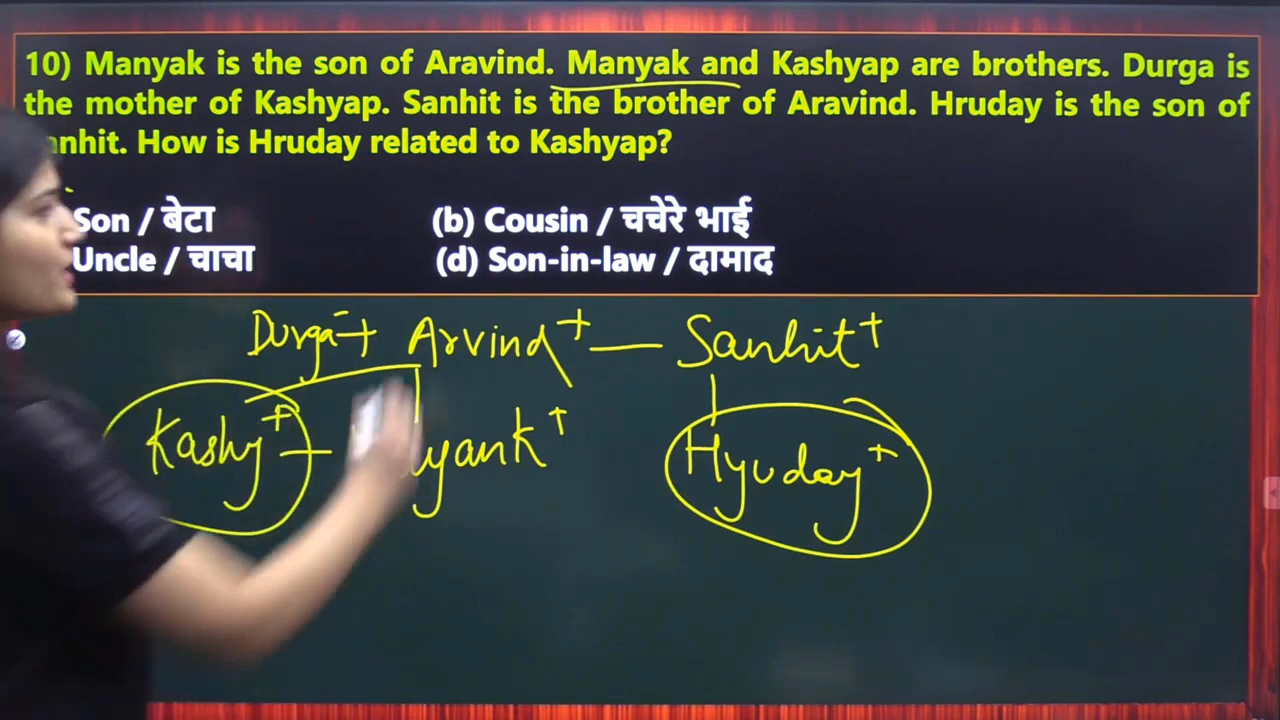 10) Manyak is the son of Aravind. Manyak and Kashyap are brothers. Durga is
the mother of Kashyap. Sanhit is the brother of Aravind. Hruday is the son of
nhit. How is Hruday related to Kashyap?
Son / बेटा (b) Cousin / चचेरे भाई
Uncle / चाचा (d) Son-in-law / दामाद
Durga - + Arvind + — Sanhit +
Kashy + — yank + Hyuday +